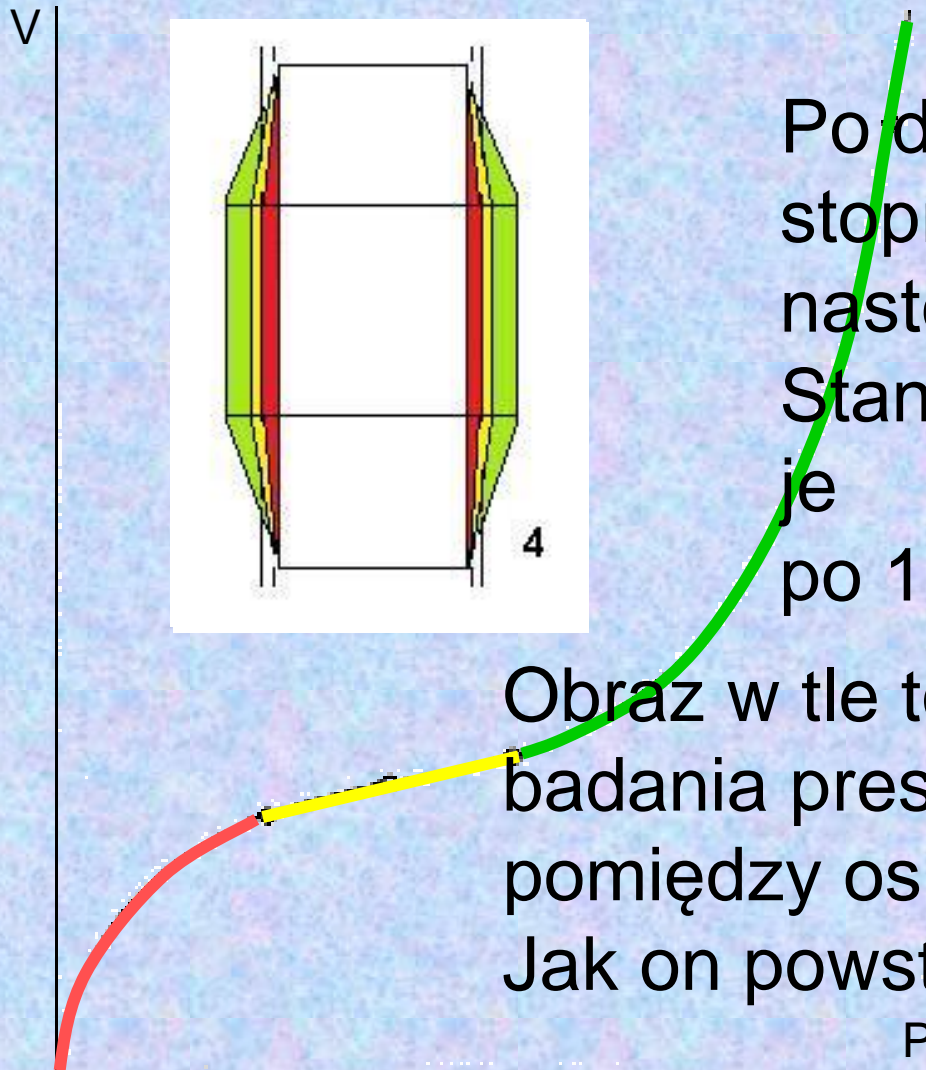 V
Po d
stop
nast
Stan
je
po 1
4
Obraz w tle t
badania pres
pomiędzy os
Jak on powst
P